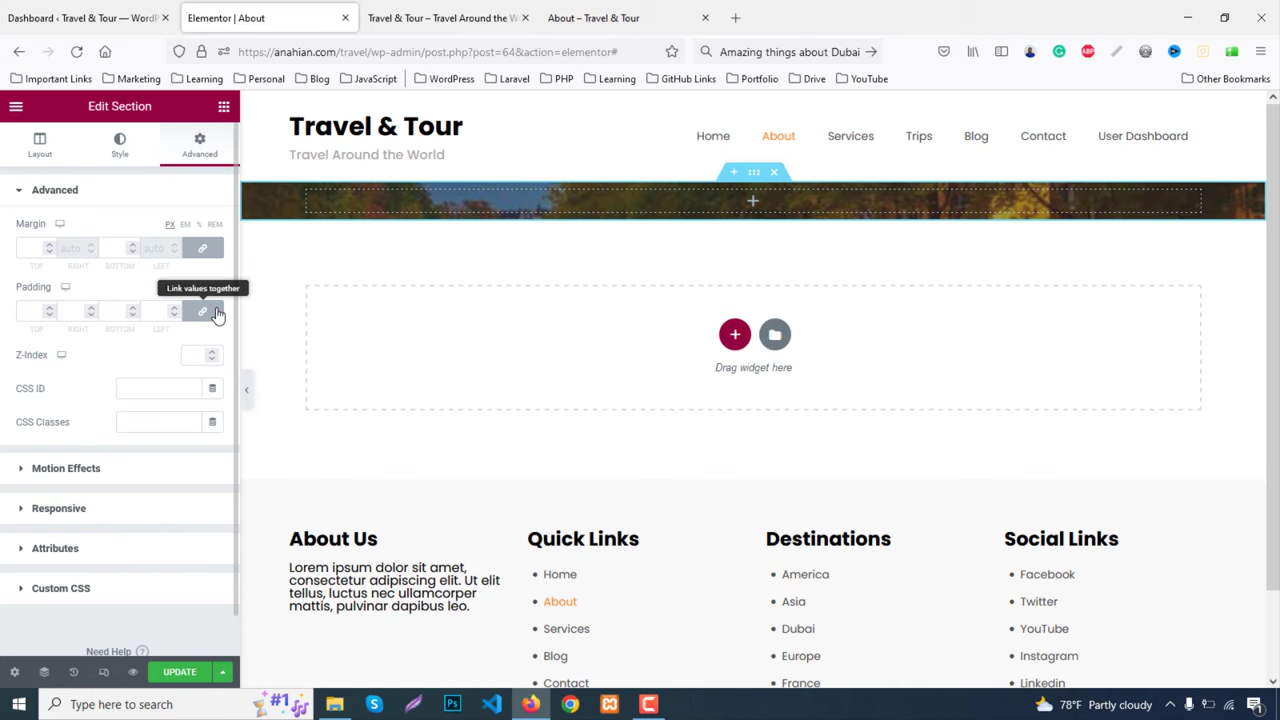 Dashboard ‹ Travel & Tour — WordP
Elementor | About
Travel & Tour – Travel Around the W
About – Travel & Tour
https://anahian.com/travel/wp-admin/post.php?post=64&action=elementor#
Amazing things about Dubai
Important Links
Marketing
Learning
Personal
Blog
JavaScript
WordPress
Laravel
PHP
Learning
GitHub Links
Portfolio
Drive
YouTube
Other Bookmarks
Edit Section
Layout
Style
Advanced
Advanced
Margin
PX EM % REM
auto auto
TOP RIGHT BOTTOM LEFT
Padding
Link values together
TOP RIGHT BOTTOM LEFT
Z-Index
CSS ID
CSS Classes
Motion Effects
Responsive
Attributes
Custom CSS
Need Help ?
UPDATE
Travel & Tour
Travel Around the World
Home
About
Services
Trips
Blog
Contact
User Dashboard
Drag widget here
About Us
Lorem ipsum dolor sit amet,
consectetur adipiscing elit. Ut elit
tellus, luctus nec ullamcorper
mattis, pulvinar dapibus leo.
Quick Links
Home
About
Services
Blog
Contact
Destinations
America
Asia
Dubai
Europe
France
Social Links
Facebook
Twitter
YouTube
Instagram
Linkedin
Type here to search
#1
78°F Partly cloudy